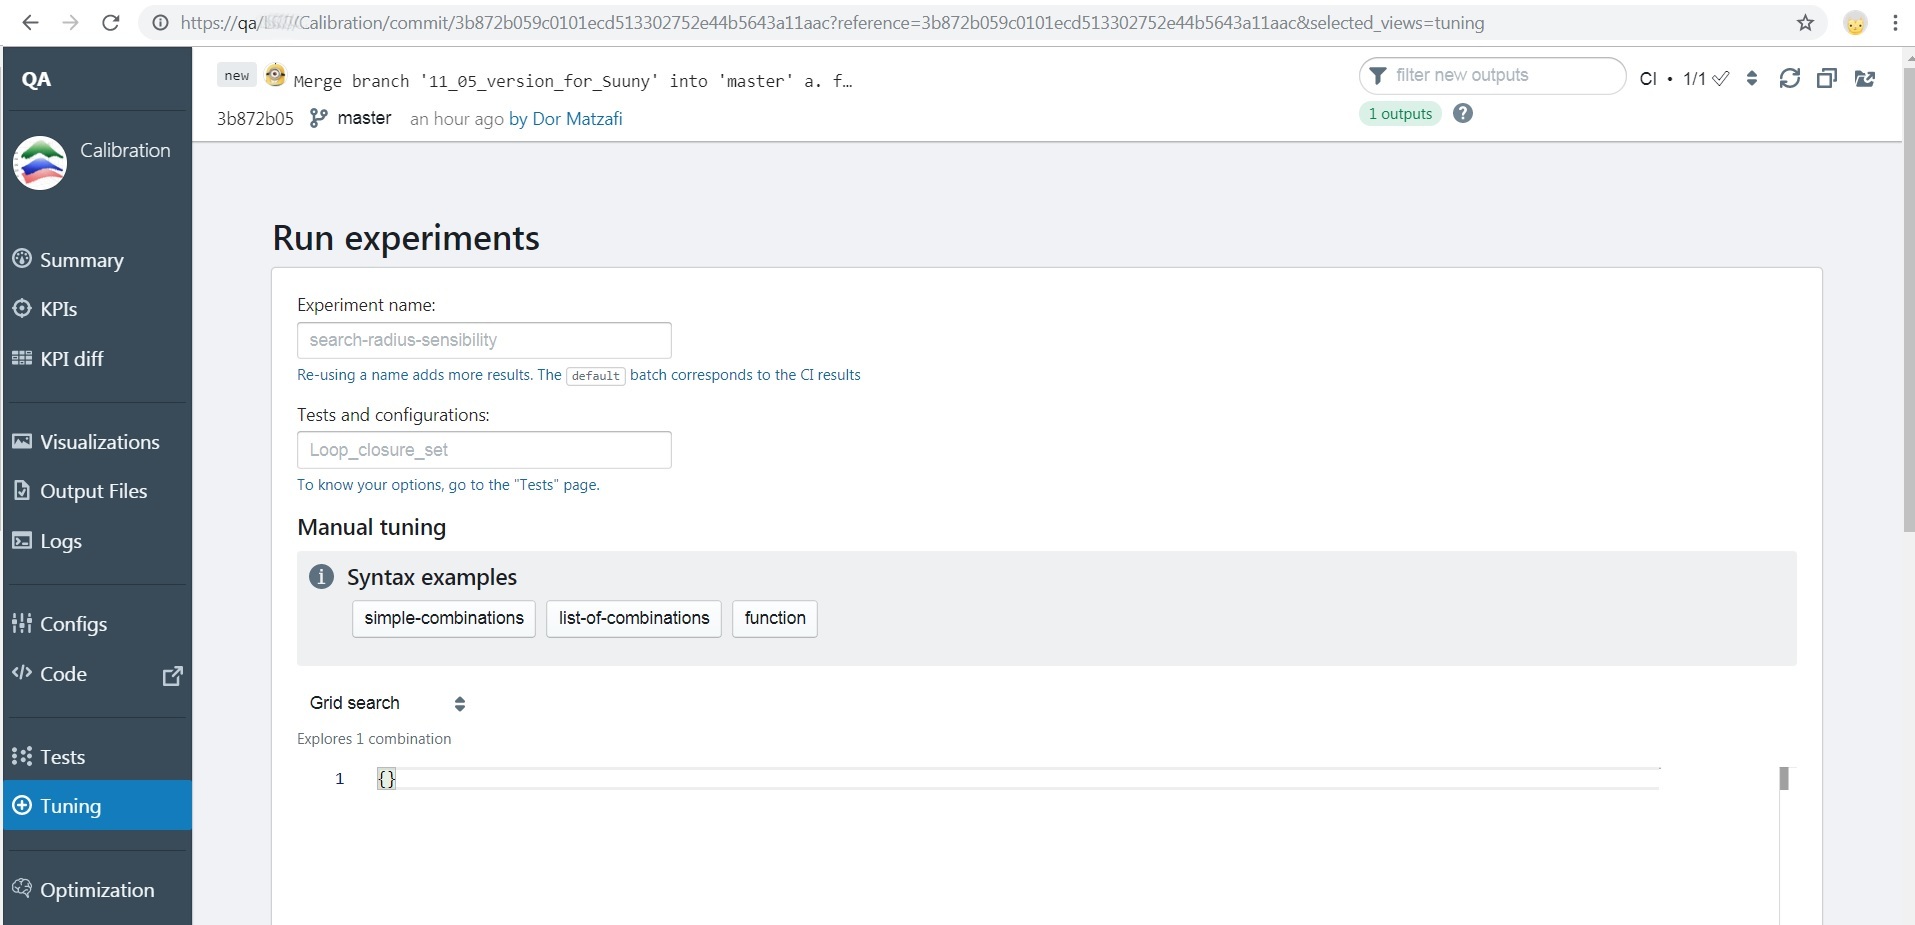 https://qa/ Calibration/commit/3b872b059c0101ecd513302752e44b5643a11aac?reference=3b872b059c0101ecd513302752e44b5643a11aac&selected_views=tuning
QA
new Merge branch '11_05_version_for_Suuny' into 'master' a. f…
filter new outputs CI • 1/1
3b872b05 master an hour ago by Dor Matzafi
1 outputs ?
Calibration
Summary
KPIs
KPI diff
Visualizations
Output Files
Logs
Configs
Code
Tests
Tuning
Optimization
Run experiments
Experiment name:
search-radius-sensibility
Re-using a name adds more results. The default batch corresponds to the CI results
Tests and configurations:
Loop_closure_set
To know your options, go to the "Tests" page.
Manual tuning
Syntax examples
simple-combinations list-of-combinations function
Grid search
Explores 1 combination
1 {}